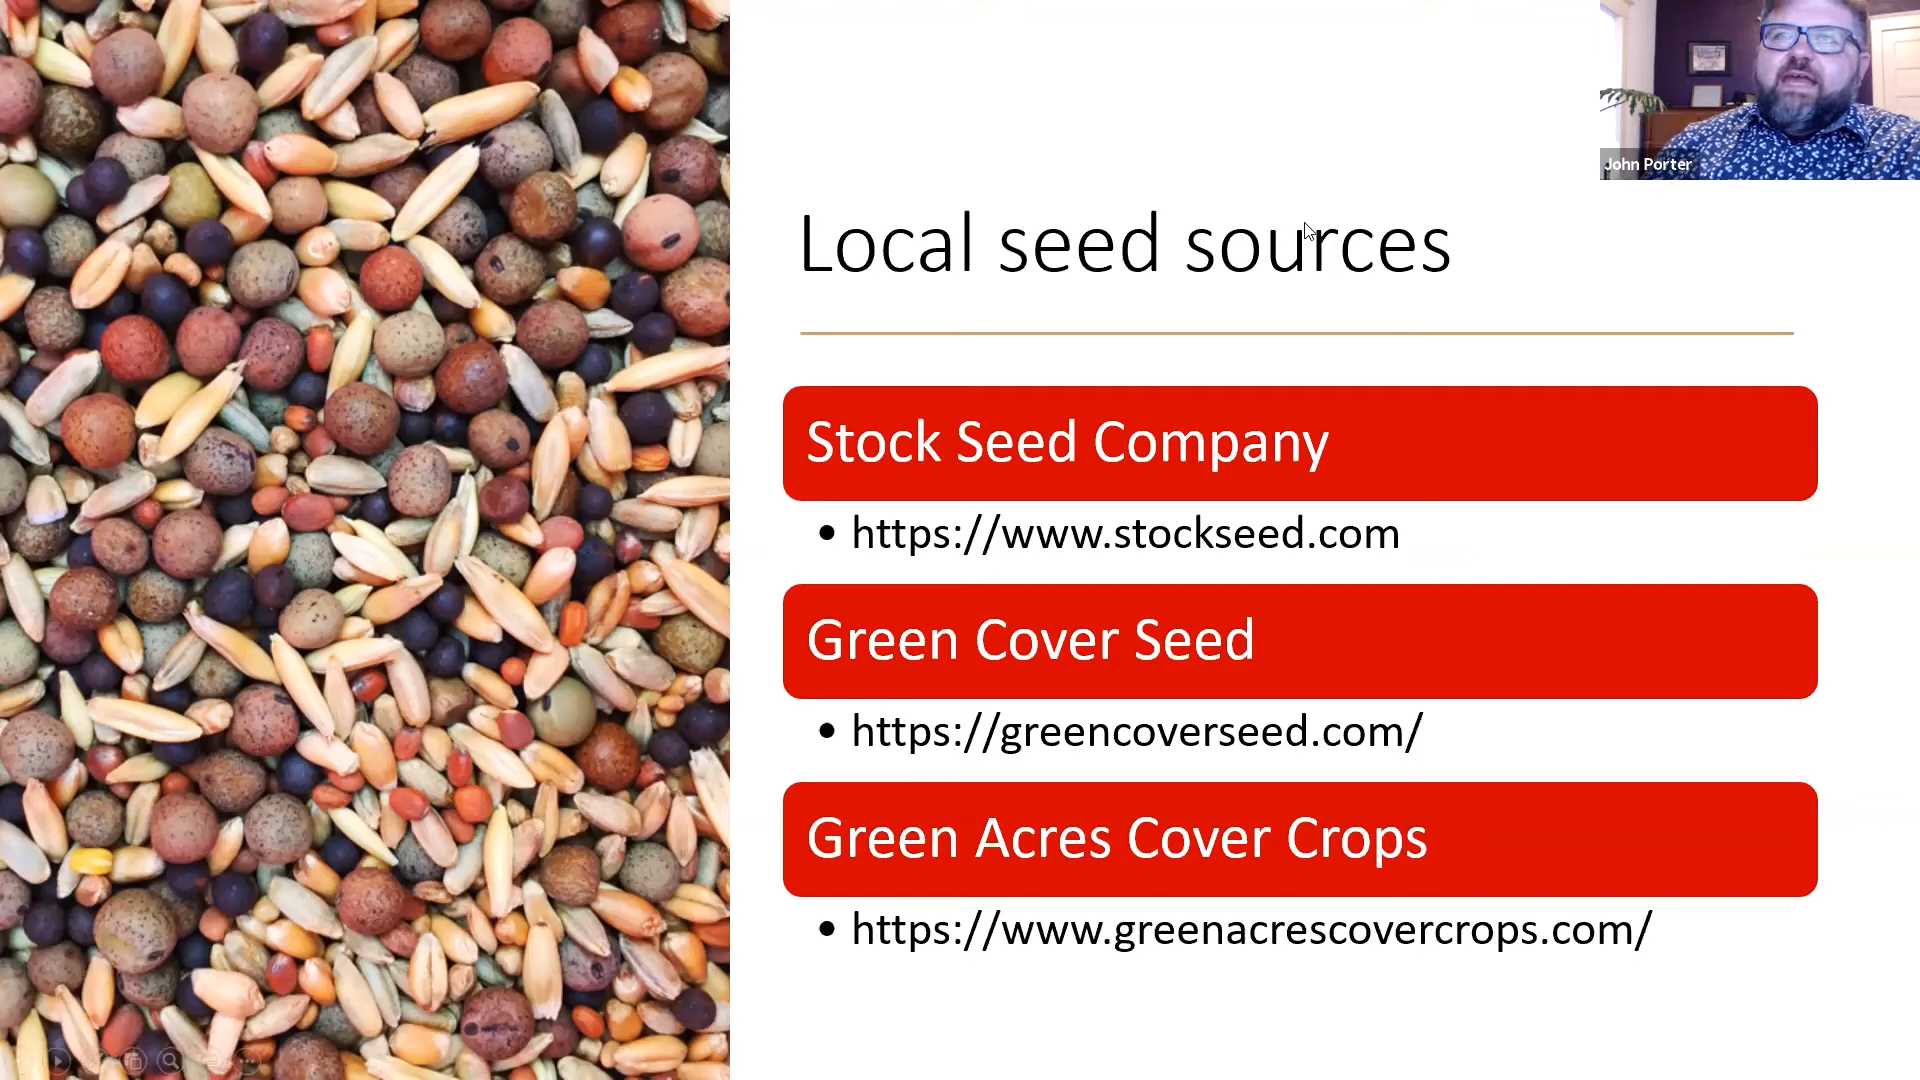 John Porter
Local seed sources
Stock Seed Company
• https://www.stockseed.com
Green Cover Seed
• https://greencoverseed.com/
Green Acres Cover Crops
• https://www.greenacrescovercrops.com/